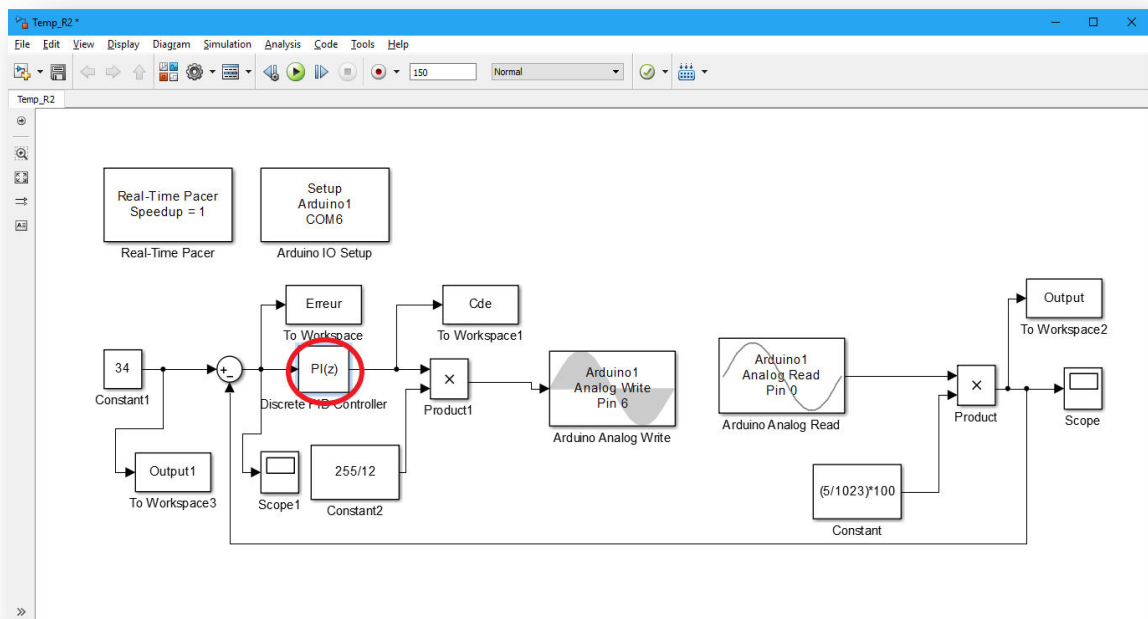 Temp_R2 *
File Edit View Display Diagram Simulation Analysis Code Tools Help
150
Normal
Temp_R2
Real-Time Pacer
Speedup = 1
Real-Time Pacer
Setup
Arduino1
COM6
Arduino IO Setup
Erreur
To Workspace
Cde
To Workspace1
Output
To Workspace2
34
Constant1
+
-
PI(z)
Discrete PID Controller
×
Product1
Arduino1
Analog Write
Pin 6
Arduino Analog Write
Arduino1
Analog Read
Pin 0
Arduino Analog Read
×
Product
Scope
Output1
To Workspace3
Scope1
255/12
Constant2
(5/1023)*100
Constant